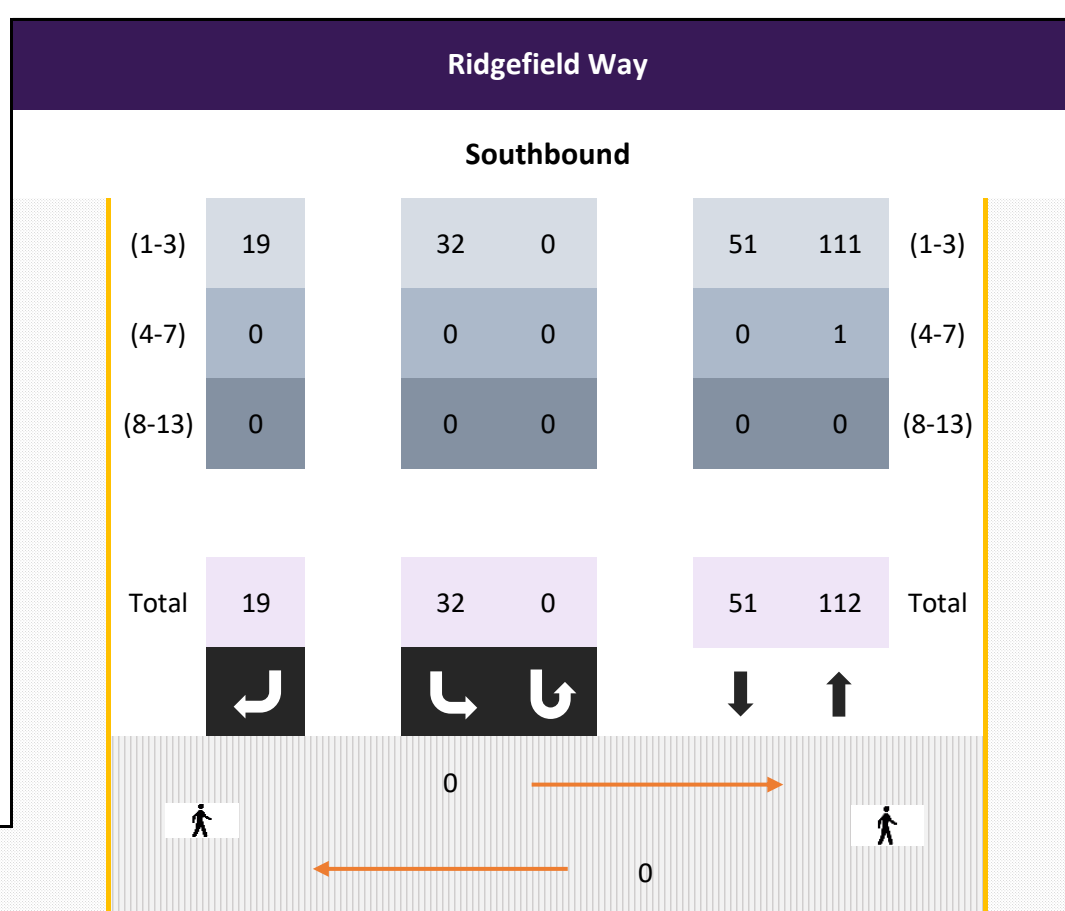 Ridgefield Way
Southbound
(1-3) 19 32 0 51 111 (1-3)
(4-7) 0 0 0 0 1 (4-7)
(8-13) 0 0 0 0 0 (8-13)
Total 19 32 0 51 112 Total
0
0